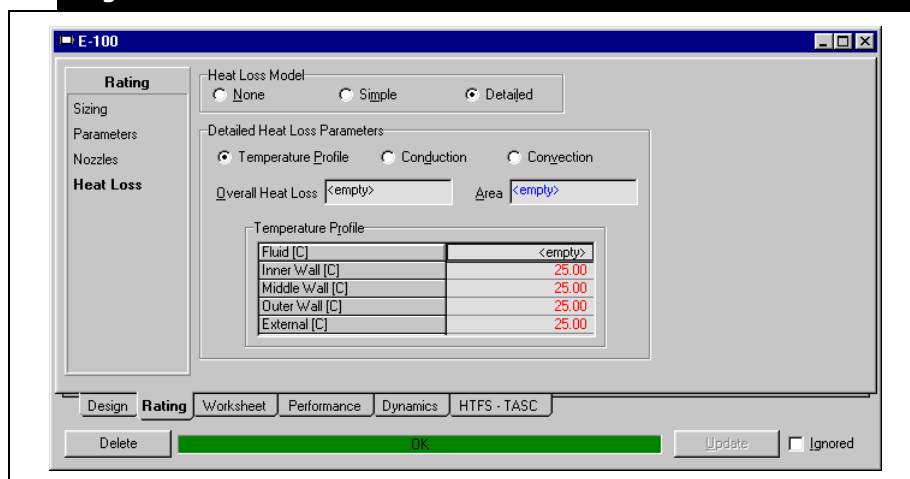 E-100
Rating
Sizing
Parameters
Nozzles
Heat Loss
Heat Loss Model
None Simple Detailed
Detailed Heat Loss Parameters
Temperature Profile Conduction Convection
Overall Heat Loss <empty> Area <empty>
Temperature Profile
Fluid [C] <empty>
Inner Wall [C] 25.00
Middle Wall [C] 25.00
Outer Wall [C] 25.00
External [C] 25.00
Design Rating Worksheet Performance Dynamics HTFS - TASC
Delete OK Update Ignored